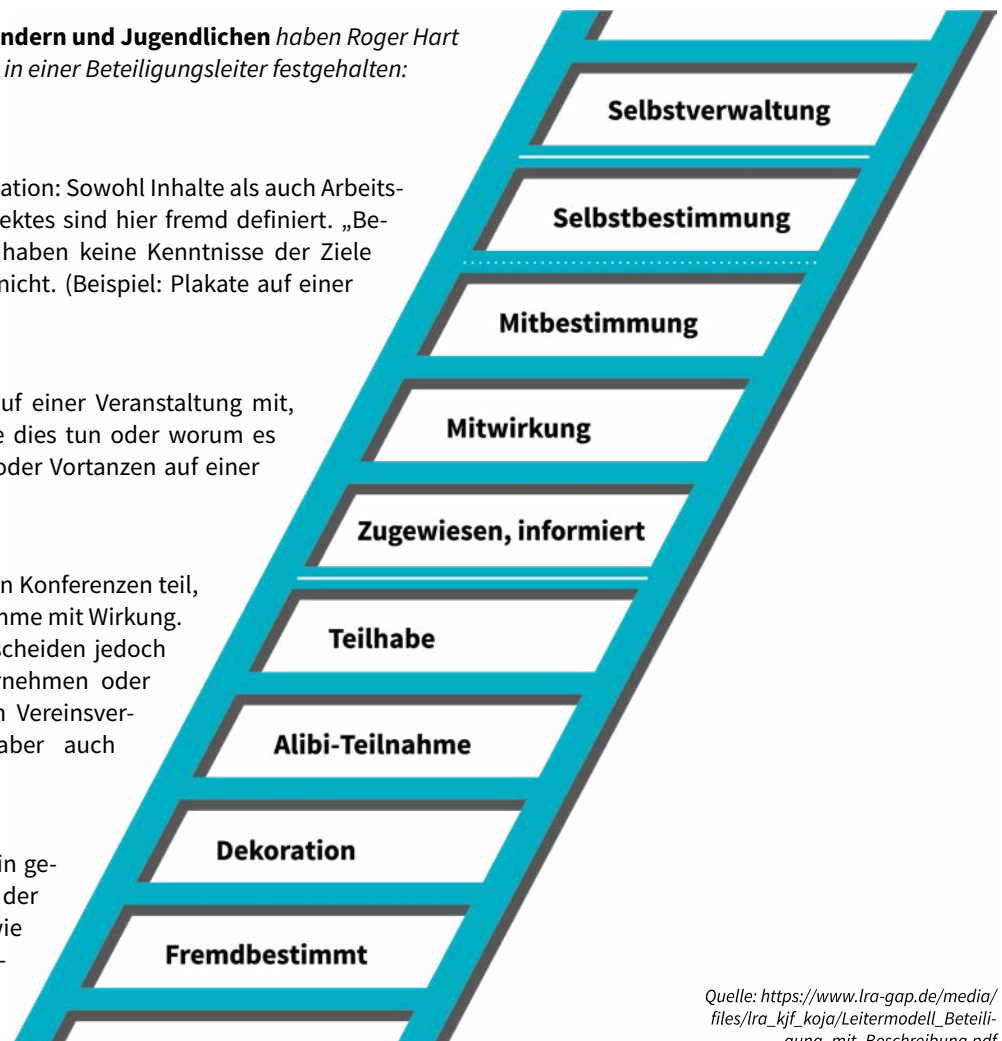 ndern und Jugendlichen haben Roger Hart
in einer Beteiligungsleiter festgehalten:
ation: Sowohl Inhalte als auch Arbeits-
ektes sind hier fremd definiert. „Be-
haben keine Kenntnisse der Ziele
nicht. (Beispiel: Plakate auf einer
uf einer Veranstaltung mit,
e dies tun oder worum es
oder Vortanzen auf einer
n Konferenzen teil,
mme mit Wirkung.
scheiden jedoch
rnehmen oder
n Vereinsver-
aber auch
in ge-
der
wie
-
Selbstverwaltung
Selbstbestimmung
Mitbestimmung
Mitwirkung
Zugewiesen, informiert
Teilhabe
Alibi-Teilnahme
Dekoration
Fremdbestimmt
Quelle: https://www.lra-gap.de/media/
files/lra_kjf_koja/Leitermodell_Beteili-
gung_mit_Beschreibung.pdf